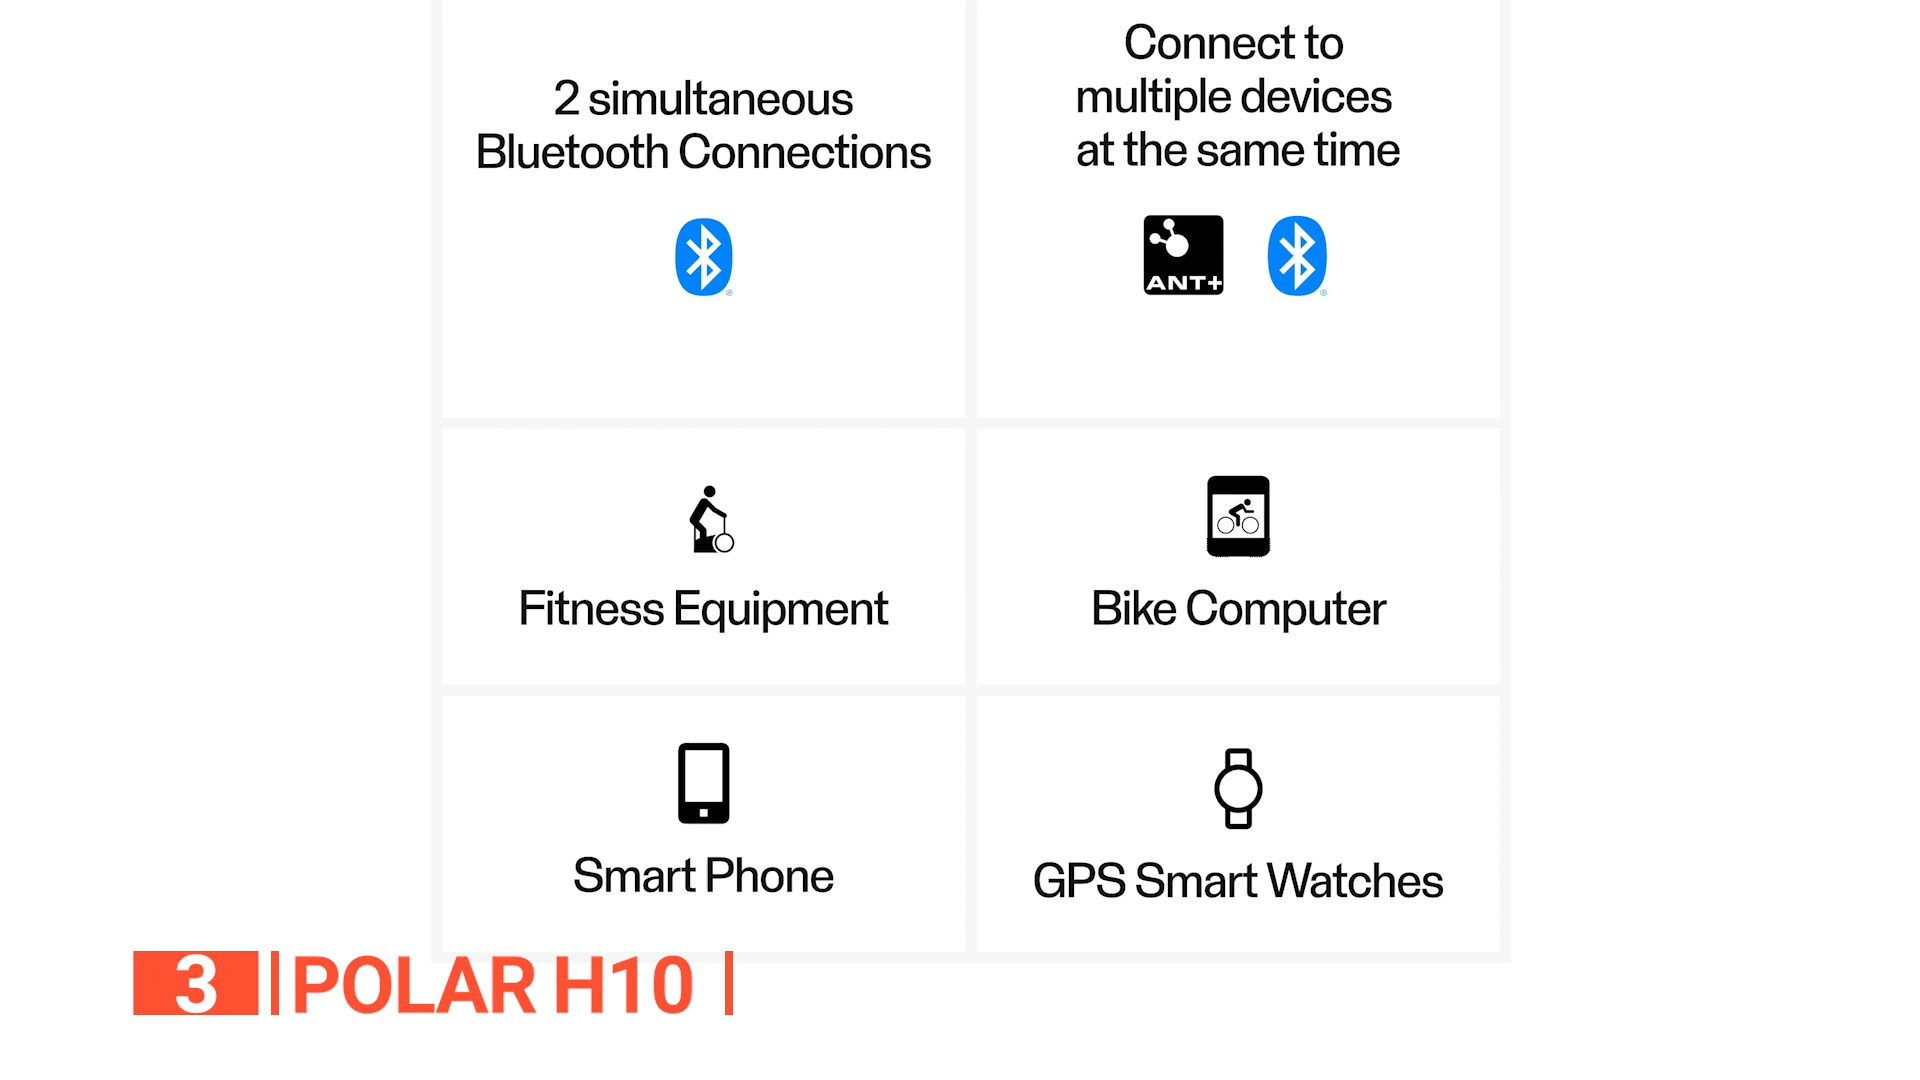 2 simultaneous
Bluetooth Connections
Connect to
multiple devices
at the same time
ANT+
Fitness Equipment
Bike Computer
Smart Phone
GPS Smart Watches
3 POLAR H10